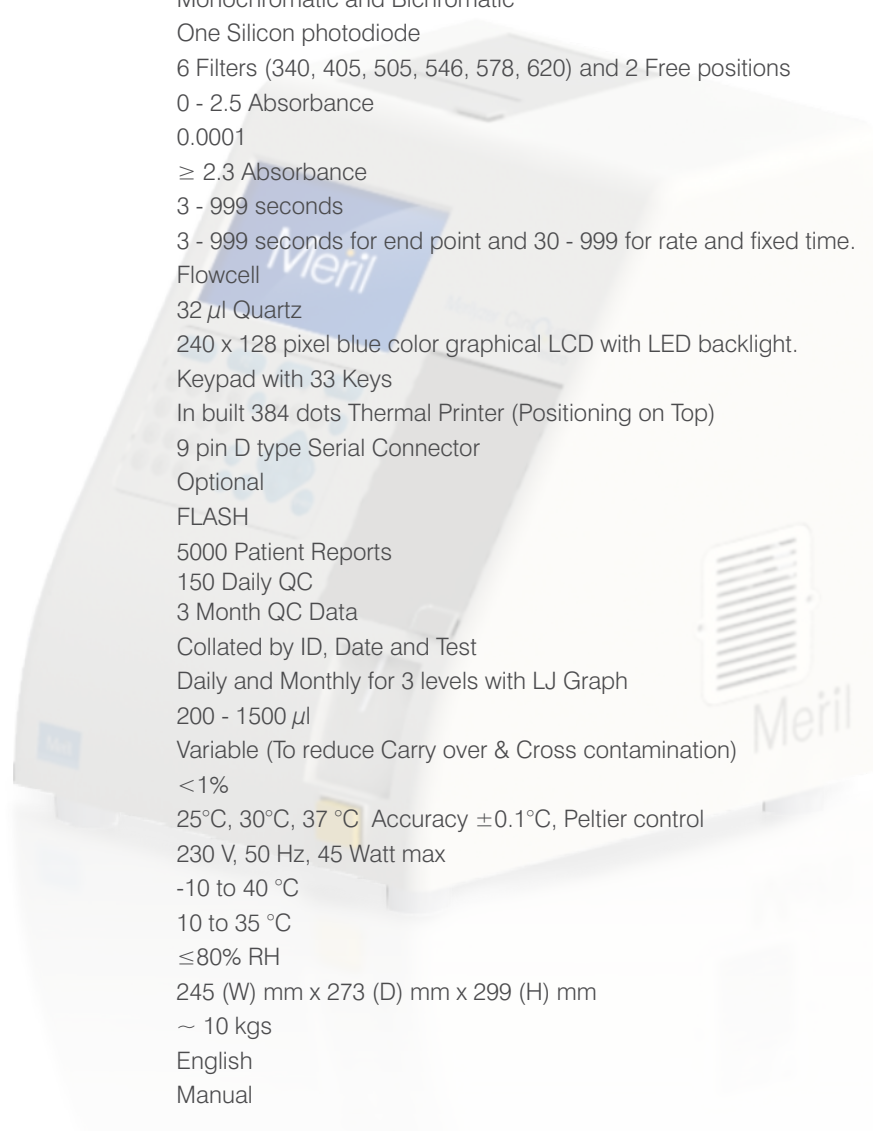 Monochromatic and Bichromatic
One Silicon photodiode
6 Filters (340, 405, 505, 546, 578, 620) and 2 Free positions
0 - 2.5 Absorbance
0.0001
≥ 2.3 Absorbance
3 - 999 seconds
3 - 999 seconds for end point and 30 - 999 for rate and fixed time.
Meril
Flowcell
32 µl Quartz
240 x 128 pixel blue color graphical LCD with LED backlight.
Keypad with 33 Keys
In built 384 dots Thermal Printer (Positioning on Top)
9 pin D type Serial Connector
Optional
FLASH
5000 Patient Reports
150 Daily QC
3 Month QC Data
Collated by ID, Date and Test
Daily and Monthly for 3 levels with LJ Graph
200 - 1500 µl
Meril
Variable (To reduce Carry over & Cross contamination)
<1%
25°C, 30°C, 37 °C  Accuracy ±0.1°C, Peltier control
230 V, 50 Hz, 45 Watt max
-10 to 40 °C
10 to 35 °C
≤80% RH
245 (W) mm x 273 (D) mm x 299 (H) mm
~ 10 kgs
English
Manual